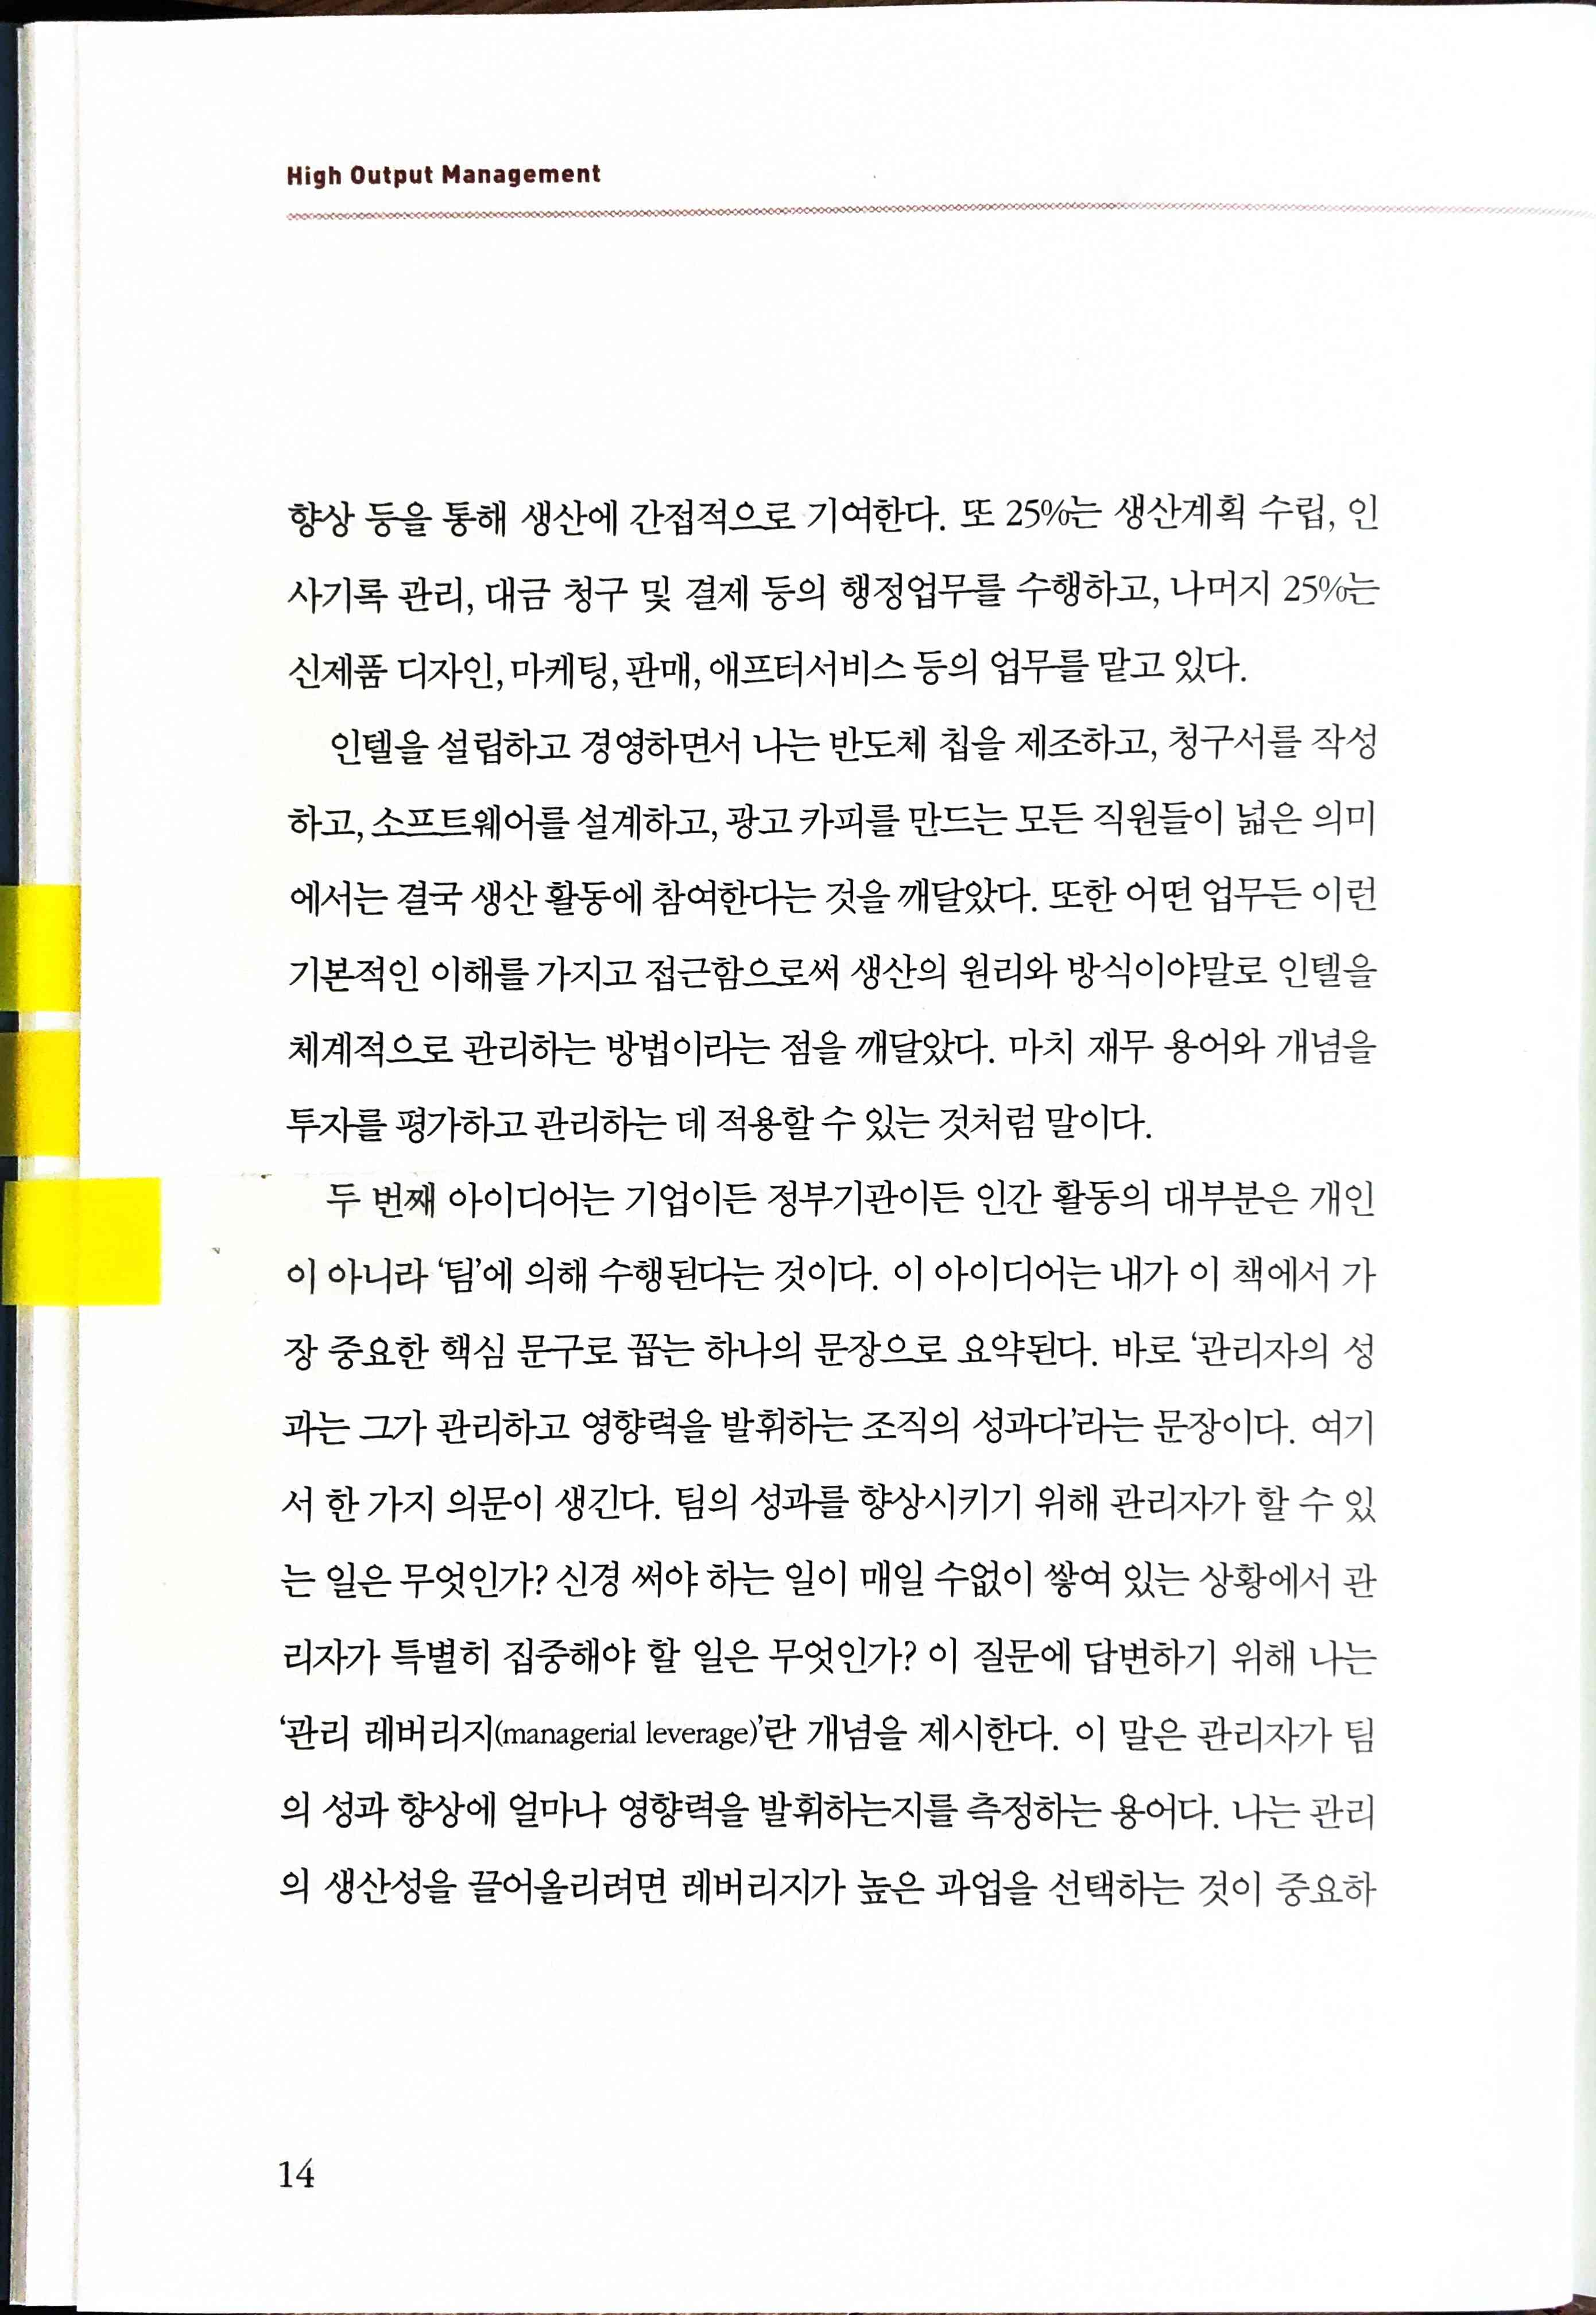 High Output Management
향상 등을 통해 생산에 간접적으로 기여한다. 또 25%는 생산계획 수립, 인
사기록 관리, 대금 청구 및 결제 등의 행정업무를 수행하고, 나머지 25%는
신제품 디자인, 마케팅, 판매, 애프터서비스 등의 업무를 맡고 있다.
인텔을 설립하고 경영하면서 나는 반도체 칩을 제조하고, 청구서를 작성
하고, 소프트웨어를 설계하고, 광고 카피를 만드는 모든 직원들이 넓은 의미
에서는 결국 생산 활동에 참여한다는 것을 깨달았다. 또한 어떤 업무든 이런
기본적인 이해를 가지고 접근함으로써 생산의 원리와 방식이야말로 인텔을
체계적으로 관리하는 방법이라는 점을 깨달았다. 마치 재무 용어와 개념을
투자를 평가하고 관리하는 데 적용할 수 있는 것처럼 말이다.
두 번째 아이디어는 기업이든 정부기관이든 인간 활동의 대부분은 개인
이 아니라 ‘팀’에 의해 수행된다는 것이다. 이 아이디어는 내가 이 책에서 가
장 중요한 핵심 문구로 꼽는 하나의 문장으로 요약된다. 바로 ‘관리자의 성
과는 그가 관리하고 영향력을 발휘하는 조직의 성과다’라는 문장이다. 여기
서 한 가지 의문이 생긴다. 팀의 성과를 향상시키기 위해 관리자가 할 수 있
는 일은 무엇인가? 신경 써야 하는 일이 매일 수없이 쌓여 있는 상황에서 관
리자가 특별히 집중해야 할 일은 무엇인가? 이 질문에 답변하기 위해 나는
‘관리 레버리지(managerial leverage)’란 개념을 제시한다. 이 말은 관리자가 팀
의 성과 향상에 얼마나 영향력을 발휘하는지를 측정하는 용어다. 나는 관리
의 생산성을 끌어올리려면 레버리지가 높은 과업을 선택하는 것이 중요하
14